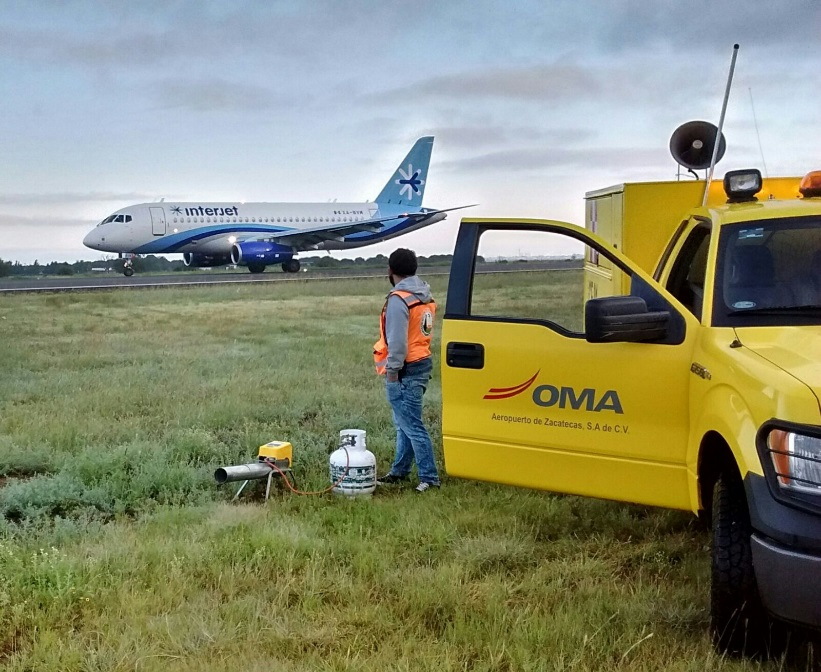 interjet
OMA
Aeropuerto de Zacatecas, S.A de C.V.